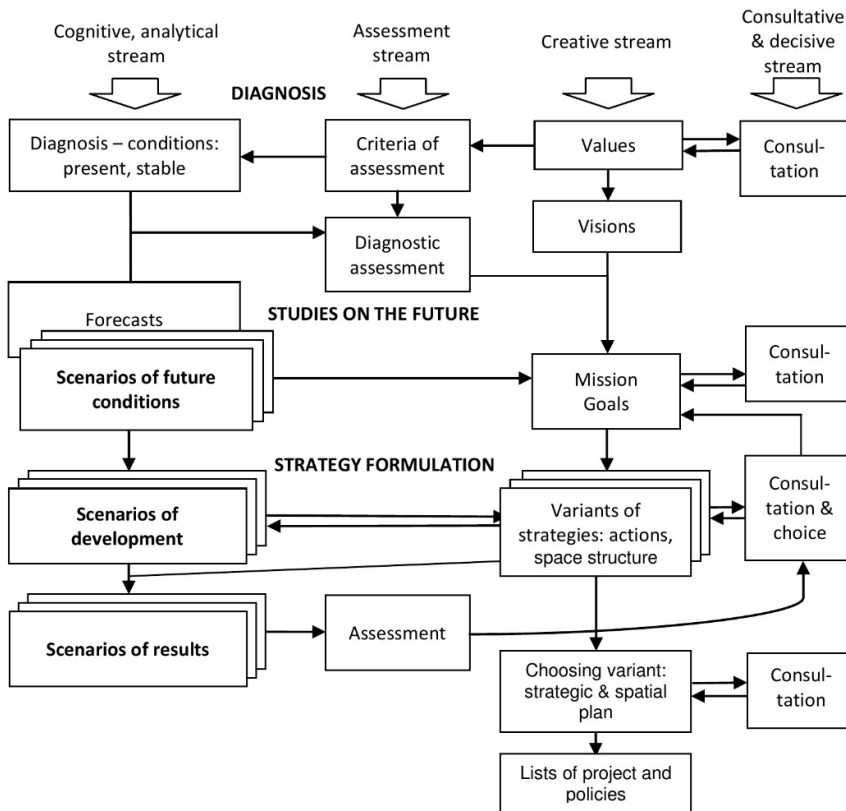 Cognitive, analytical
stream
Assessment
stream
Creative stream
Consultative
& decisive
stream
DIAGNOSIS
Diagnosis – conditions:
present, stable
Criteria of
assessment
Values
Consul-
tation
Diagnostic
assessment
Visions
STUDIES ON THE FUTURE
Forecasts
Scenarios of future
conditions
Mission
Goals
Consul-
tation
STRATEGY FORMULATION
Scenarios of
development
Variants of
strategies: actions,
space structure
Consul-
tation &
choice
Scenarios of results
Assessment
Choosing variant:
strategic & spatial
plan
Consul-
tation
Lists of project and
policies